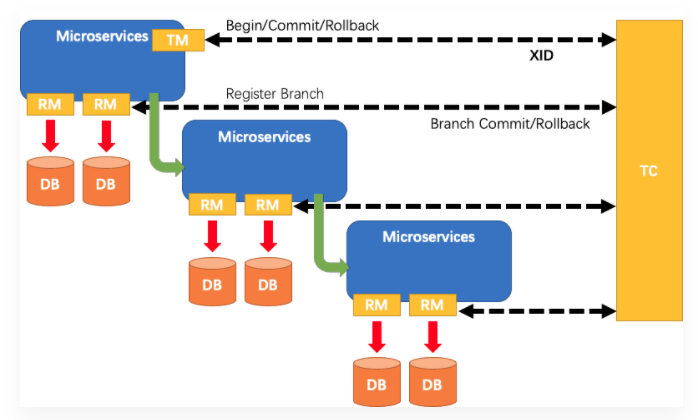 Begin/Commit/Rollback
Microservices
TM
XID
Register Branch
RM RM
Branch Commit/Rollback
Microservices
TC
DB DB
RM RM
Microservices
DB DB
RM RM
DB DB